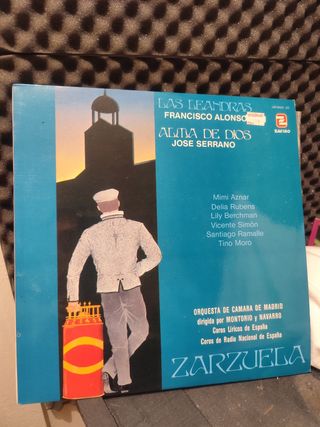 LAS LEANDRAS
FRANCISCO ALONSO
ALMA DE DIOS
JOSE SERRANO
ZAFIRO
Mimi Aznar
Delia Rubens
Lily Berchman
Vicente Simón
Santiago Ramalle
Tino Moro
ORQUESTA DE CAMARA DE MADRID
dirigida por MONTORIO y NAVARRO
Coros Líricos de España
Coros de Radio Nacional de España
ZARZUELA